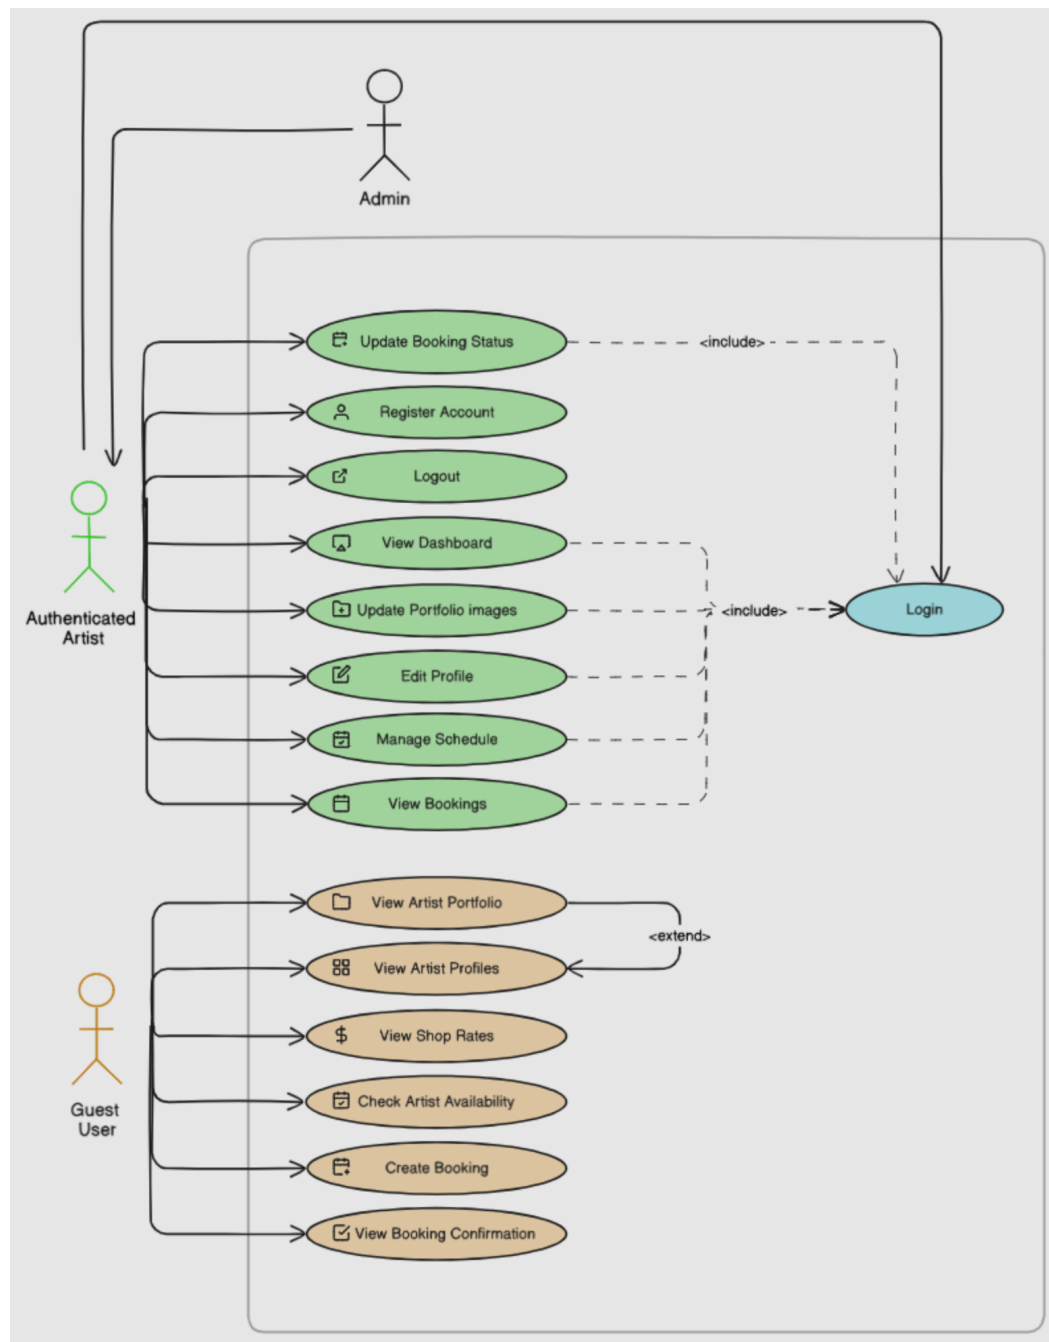 Admin
Update Booking Status
<include>
Register Account
Logout
View Dashboard
Authenticated
Artist
Update Portfolio images
<include>
Login
Edit Profile
Manage Schedule
View Bookings
View Artist Portfolio
<extend>
View Artist Profiles
View Shop Rates
Guest
User
Check Artist Availability
Create Booking
View Booking Confirmation